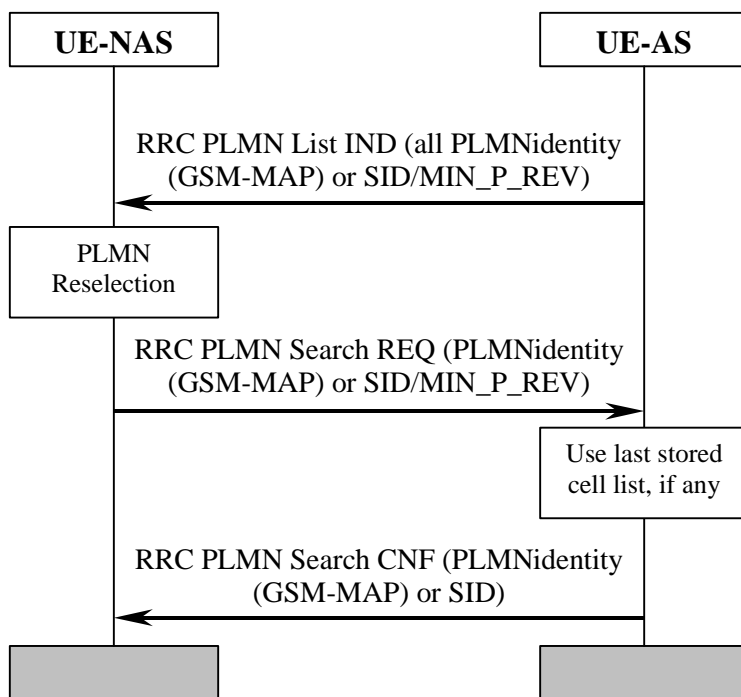 UE-NAS
UE-AS
RRC PLMN List IND (all PLMNidentity
(GSM-MAP) or SID/MIN_P_REV)
PLMN
Reselection
RRC PLMN Search REQ (PLMNidentity
(GSM-MAP) or SID/MIN_P_REV)
Use last stored
cell list, if any
RRC PLMN Search CNF (PLMNidentity
(GSM-MAP) or SID)